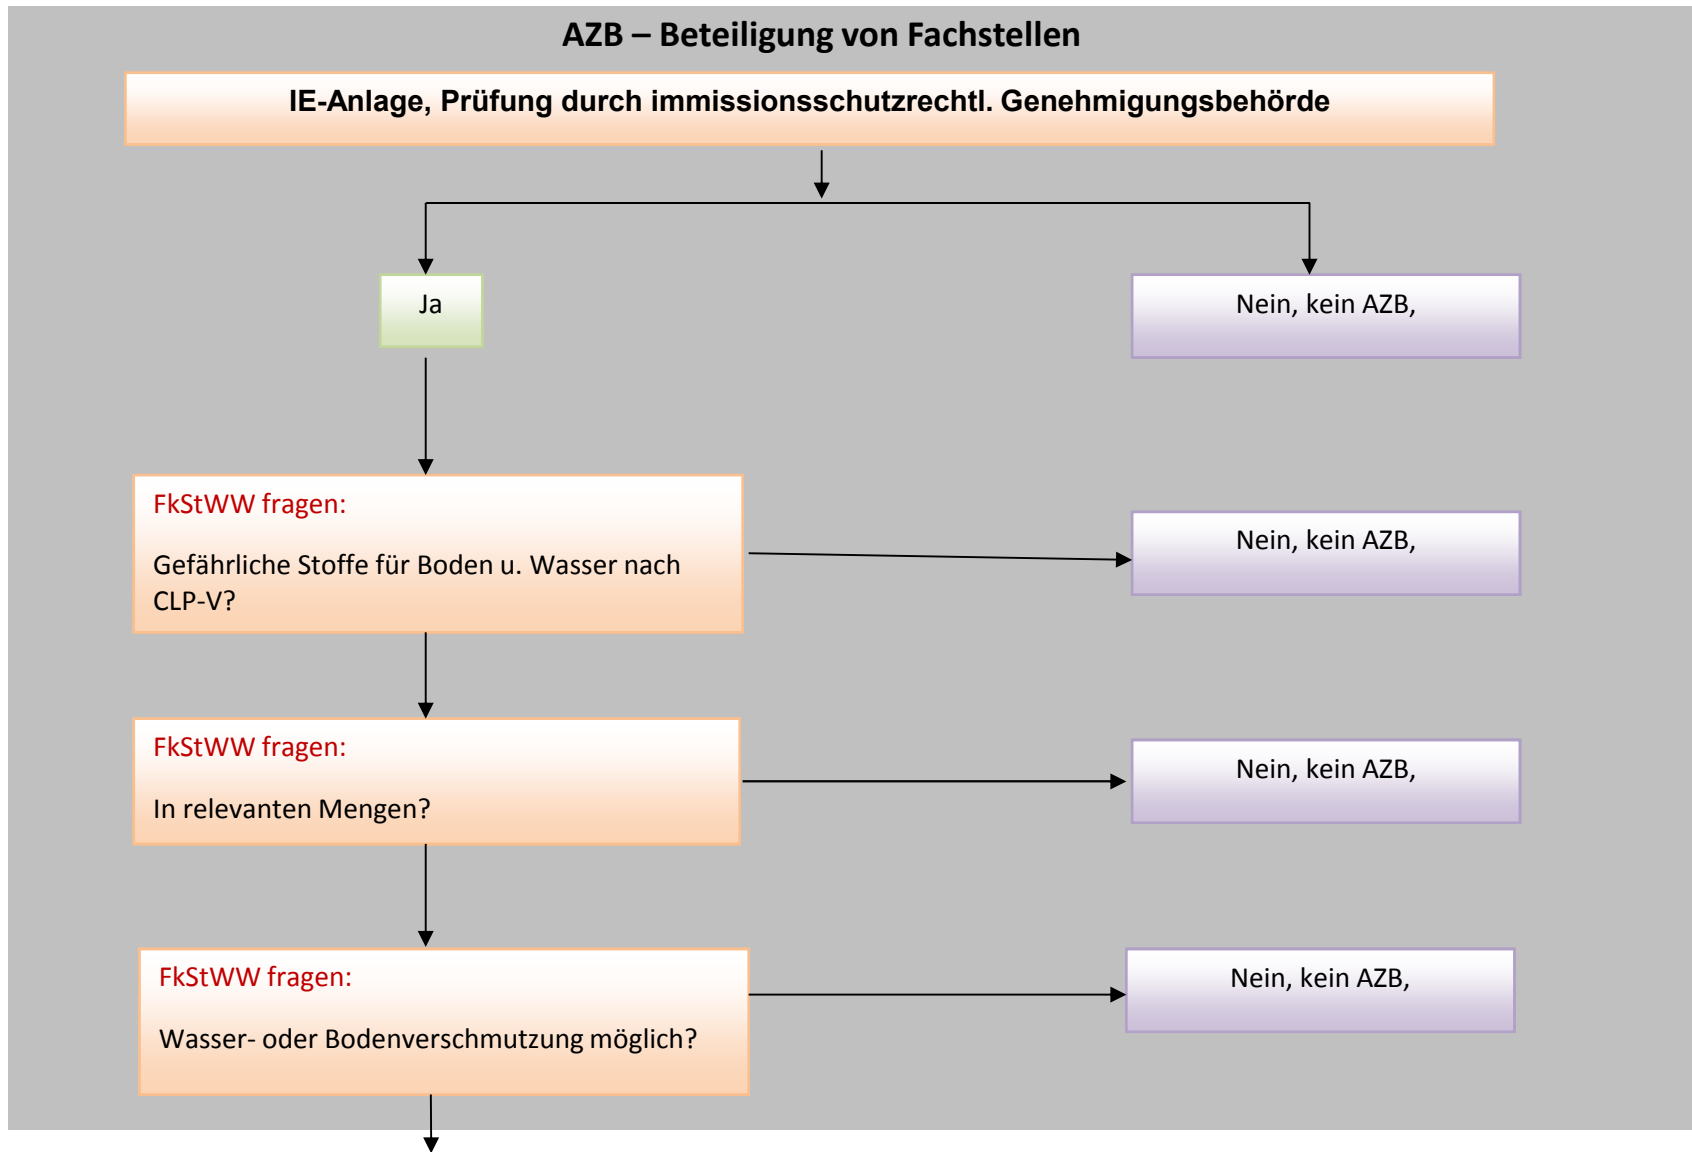 AZB – Beteiligung von Fachstellen
IE-Anlage, Prüfung durch immissionsschutzrechtl. Genehmigungsbehörde
Ja
Nein, kein AZB,
FkStWW fragen:
Gefährliche Stoffe für Boden u. Wasser nach
CLP-V?
Nein, kein AZB,
FkStWW fragen:
In relevanten Mengen?
Nein, kein AZB,
FkStWW fragen:
Wasser- oder Bodenverschmutzung möglich?
Nein, kein AZB,